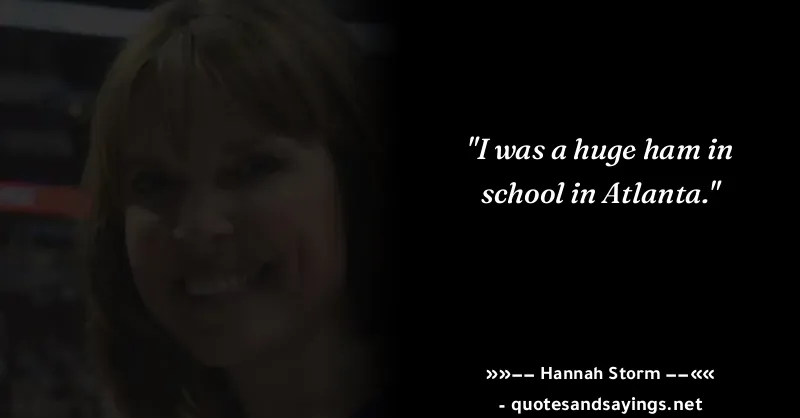 "I was a huge ham in
school in Atlanta."
»»–– Hannah Storm ––««
- quotesandsayings.net